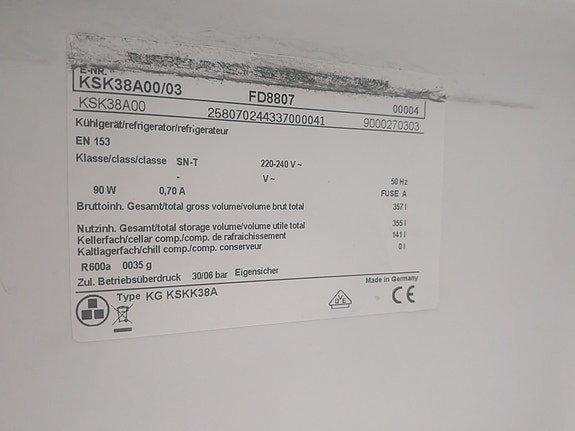 E-NR.
KSK38A00/03 FD8807 00004
KSK38A00 258070244337000041 9000270303
Kühlgerät/refrigerator/refrigerateur
EN 153
Klasse/class/classe SN-T 220-240 V ~
- V ~ 50 Hz
90 W 0,70 A FUSE A
Bruttoinh. Gesamt/total gross volume/volume brut total 357 l
Nutzinh. Gesamt/total storage volume/volume utile total 355 l
Kellerfach/cellar comp./comp. de rafraichissement 141 l
Kaltlagerfach/chill comp./comp. conserveur 0 l
R600a 0035 g
Zul. Betriebsüberdruck 30/06 bar Eigensicher
Made in Germany
Type KG KSKK38A
DVE CE